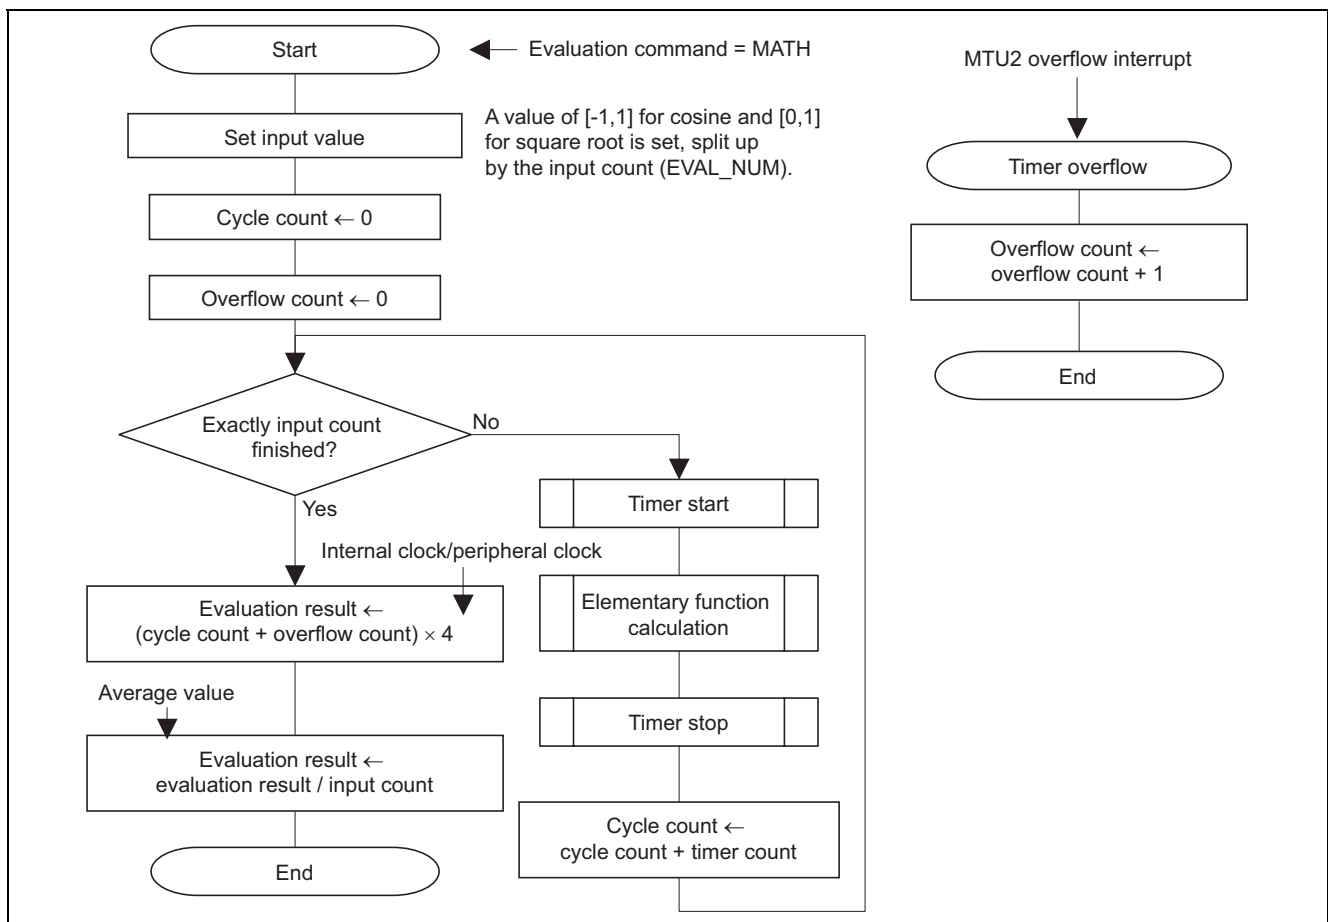 Start
Evaluation command = MATH
Set input value
A value of [-1,1] for cosine and [0,1]
for square root is set, split up
by the input count (EVAL_NUM).
Cycle count ← 0
Overflow count ← 0
Exactly input count
finished?
No
Yes
Timer start
Elementary function
calculation
Timer stop
Cycle count ←
cycle count + timer count
Internal clock/peripheral clock
Evaluation result ←
(cycle count + overflow count) × 4
Average value
Evaluation result ←
evaluation result / input count
End
MTU2 overflow interrupt
Timer overflow
Overflow count ←
overflow count + 1
End